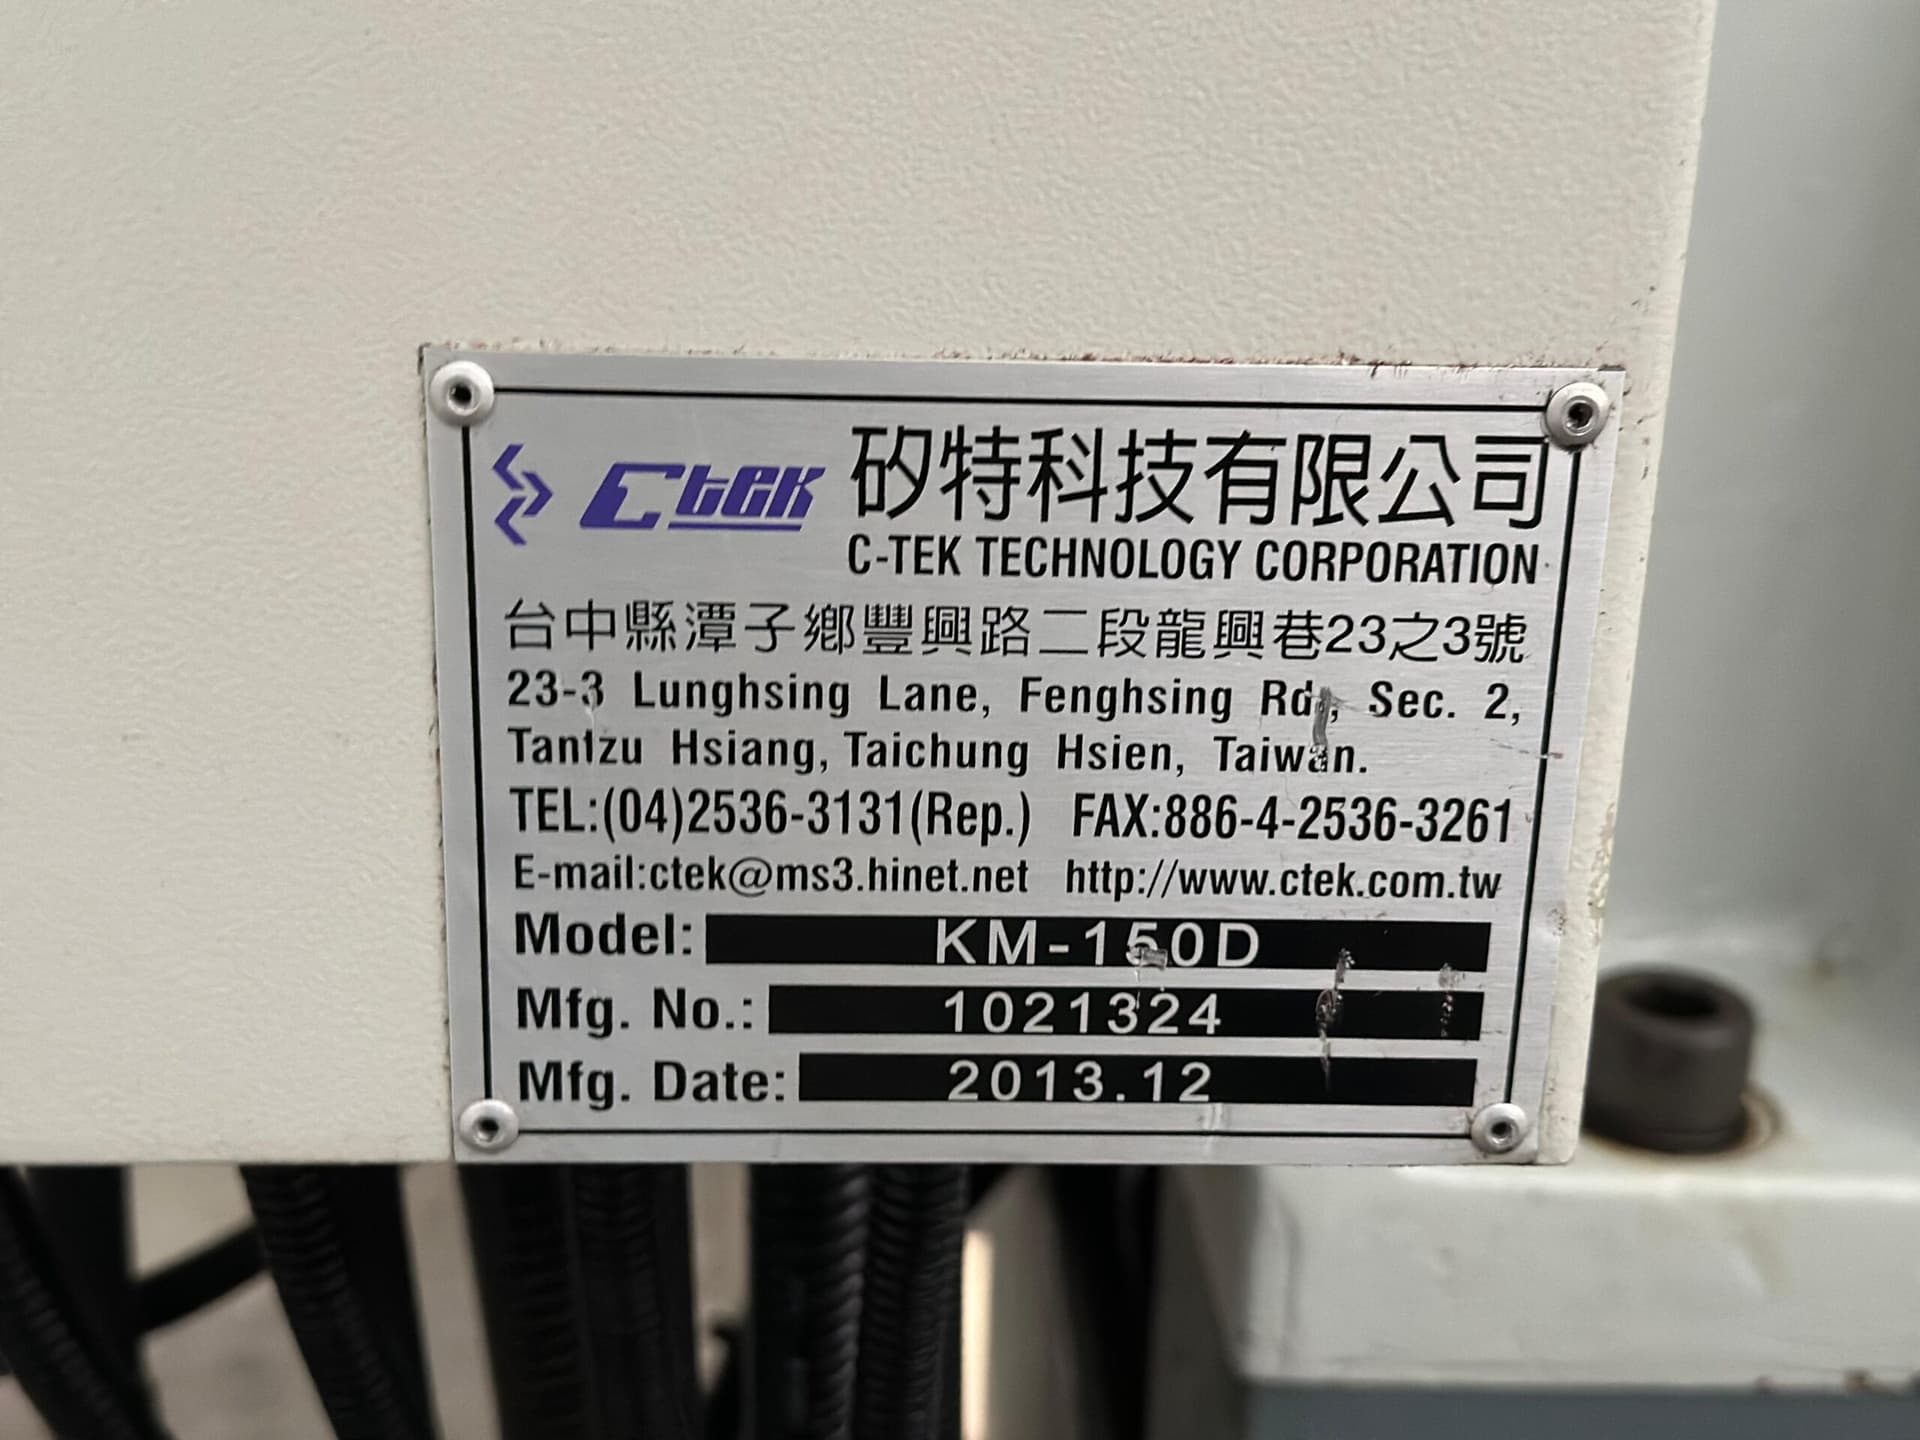 Ctek 矽特科技有限公司
C-TEK TECHNOLOGY CORPORATION
台中縣潭子鄉豐興路二段龍興巷23之3號
23-3 Lunghsing Lane, Fenghsing Rd., Sec. 2,
Tantzu Hsiang, Taichung Hsien, Taiwan.
TEL:(04)2536-3131(Rep.) FAX:886-4-2536-3261
E-mail:ctek@ms3.hinet.net http://www.ctek.com.tw
Model: KM-150D
Mfg. No.: 1021324
Mfg. Date: 2013.12